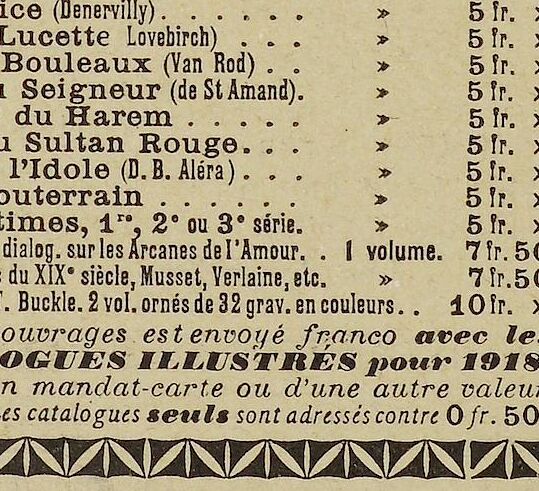 ice (Denervilly). . . . . . » 5 fr. »
Lucette Lovebirch) . . . » 5 fr. »
Bouleaux (Van Rod) . . » 5 fr. »
u Seigneur (de St Amand). » 5 fr. »
du Harem . . . . . » 5 fr. »
u Sultan Rouge. . . » 5 fr. »
l'Idole (D. B. Aléra) . . . » 5 fr. »
outerrain . . . . . . » 5 fr. »
times, 1re, 2e ou 3e série. » 5 fr. »
dialog. sur les Arcanes de l'Amour. . 1 volume. 7 fr. 50
s du XIXe siècle, Musset, Verlaine, etc. » 7 fr. 50
. Buckle. 2 vol. ornés de 32 grav. en couleurs. . 10 fr. »
ouvrages est envoyé franco avec le
OGUES ILLUSTRÉS pour 1918
n mandat-carte ou d'une autre valeur
es catalogues seuls sont adressés contre 0 fr. 50